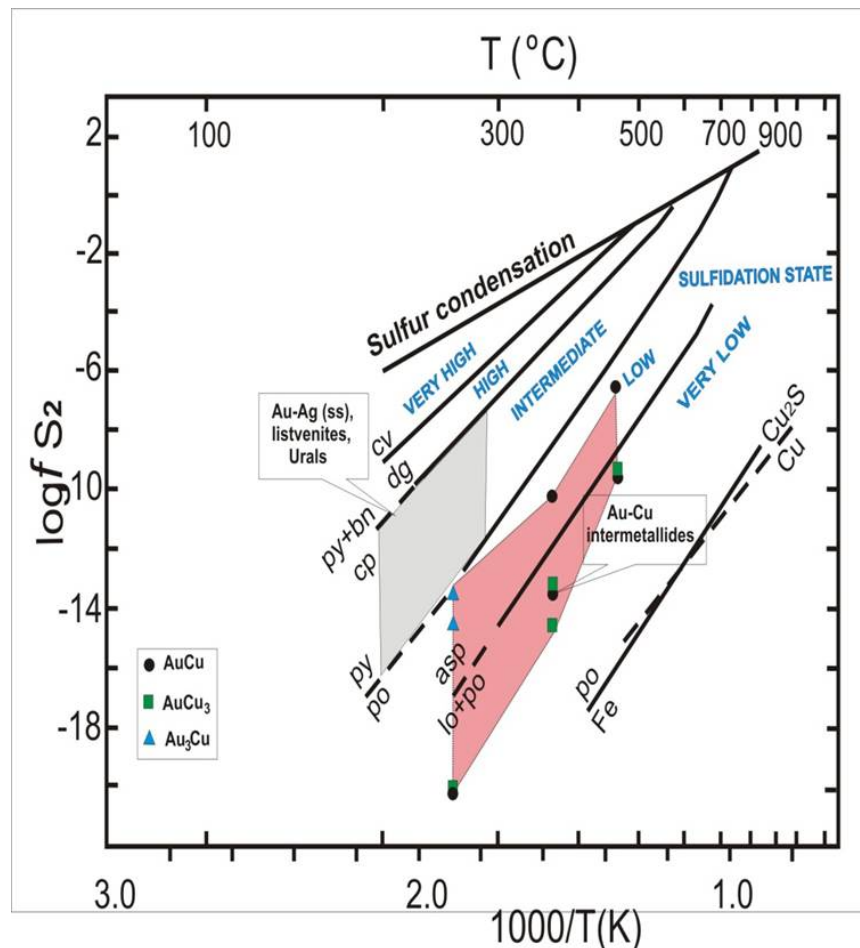 T (°C)
100 300 500 700 900
2
-2
-6
10
-14
-18
logf S₂
Sulfur condensation
SULFIDATION STATE
VERY HIGH
HIGH
INTERMEDIATE
LOW
VERY LOW
Au-Ag (ss),
listvenites,
Urals
cv
dg
py+bn
cp
py
po
asp
lo+po
Au-Cu
intermetallides
Cu₂S
Cu
po
Fe
AuCu
AuCu₃
Au₃Cu
3.0 2.0 1.0
1000/T(K)